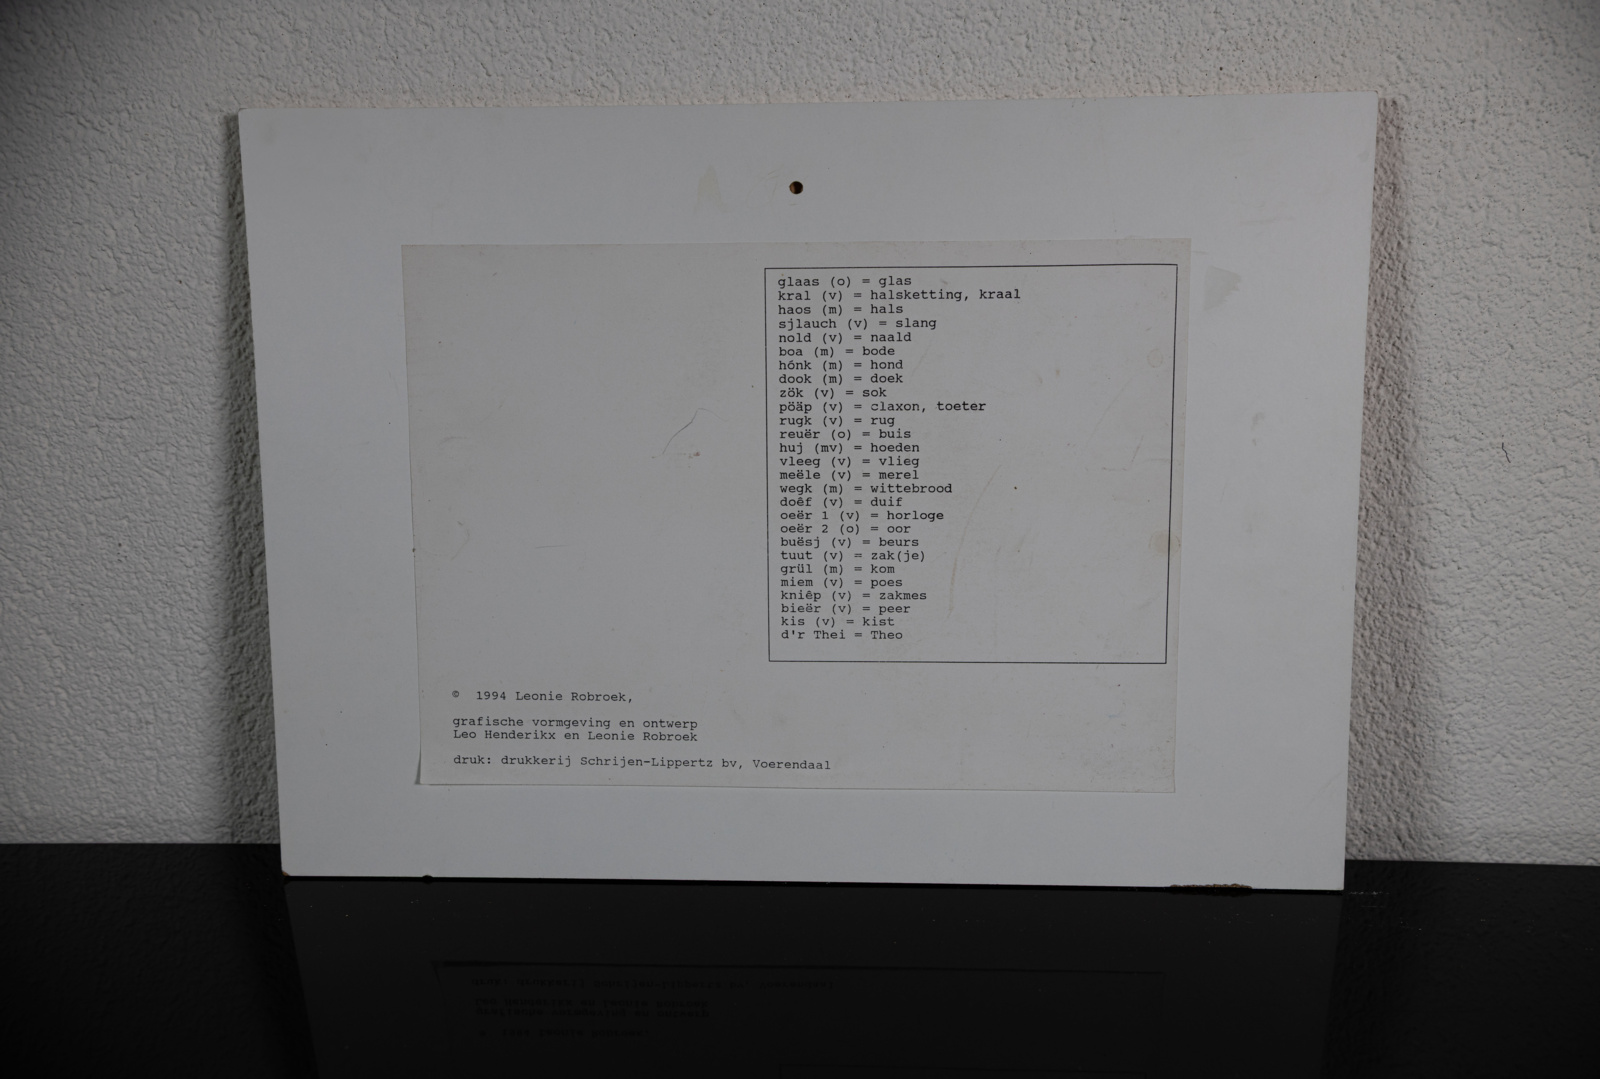 glaas (o) = glas
kral (v) = halsketting, kraal
haos (m) = hals
sjlauch (v) = slang
nold (v) = naald
boa (m) = bode
hónk (m) = hond
dook (m) = doek
zök (v) = sok
pöäp (v) = claxon, toeter
rugk (v) = rug
reuër (o) = buis
huj (mv) = hoeden
vleeg (v) = vlieg
meële (v) = merel
wegk (m) = wittebrood
doêf (v) = duif
oeër 1 (v) = horloge
oeër 2 (o) = oor
buësj (v) = beurs
tuut (v) = zak(je)
grül (m) = kom
miem (v) = poes
kniêp (v) = zakmes
bieër (v) = peer
kis (v) = kist
d'r Thei = Theo
© 1994 Leonie Robroek,
grafische vormgeving en ontwerp
Leo Henderikx en Leonie Robroek
druk: drukkerij Schrijen-Lippertz bv, Voerendaal